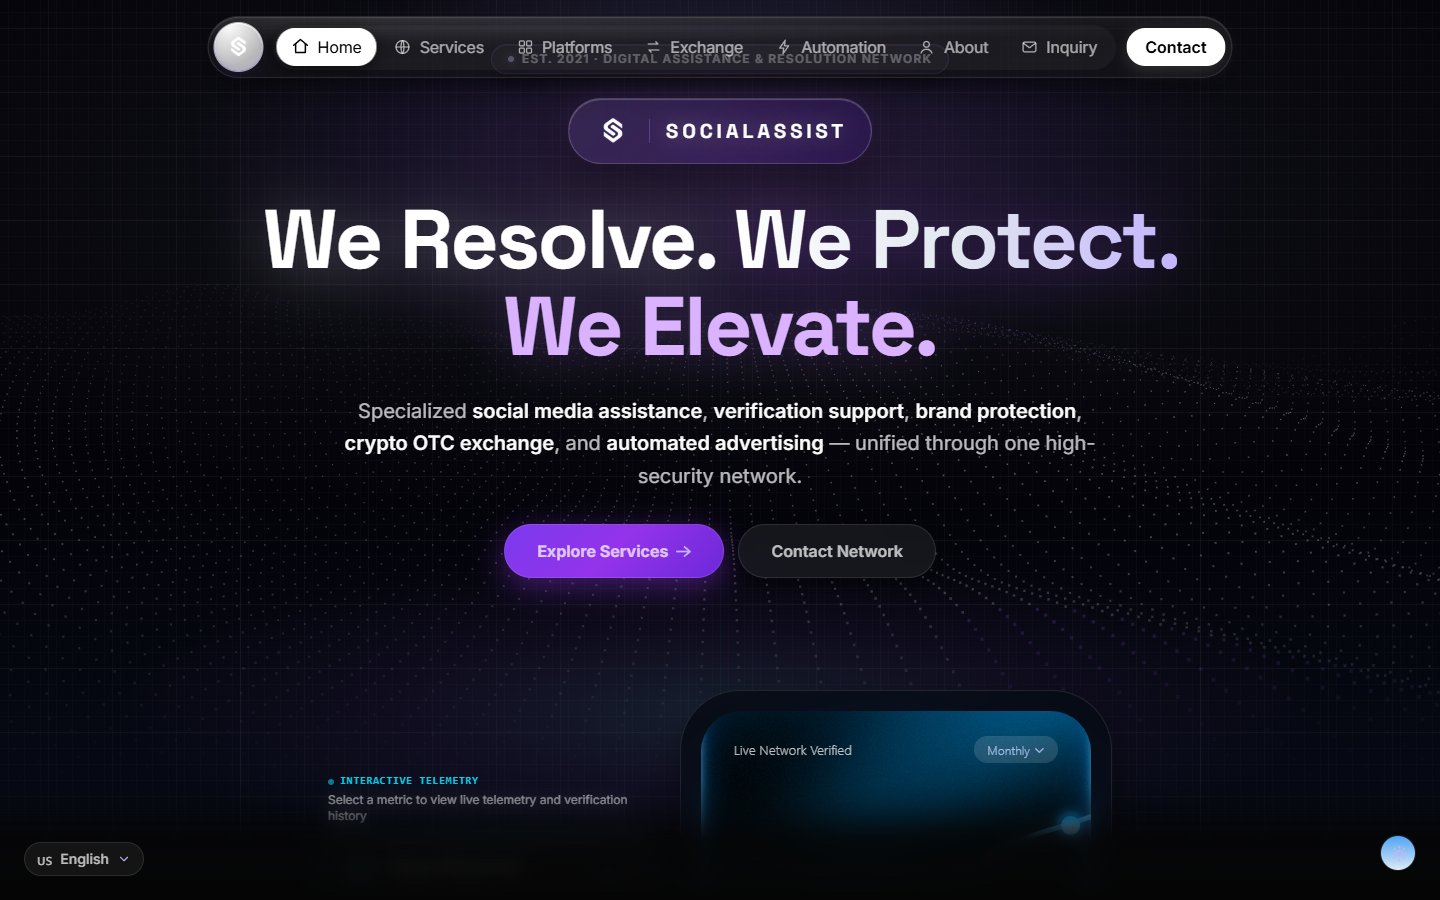 Home Services Platforms Exchange Automation About Inquiry Contact
EST. 2021 · DIGITAL ASSISTANCE & RESOLUTION NETWORK
SOCIALASSIST
We Resolve. We Protect.
We Elevate.
Specialized social media assistance, verification support, brand protection,
crypto OTC exchange, and automated advertising — unified through one high-
security network.
Explore Services →
Contact Network
Live Network Verified
Monthly
INTERACTIVE TELEMETRY
Select a metric to view live telemetry and verification
history
US English